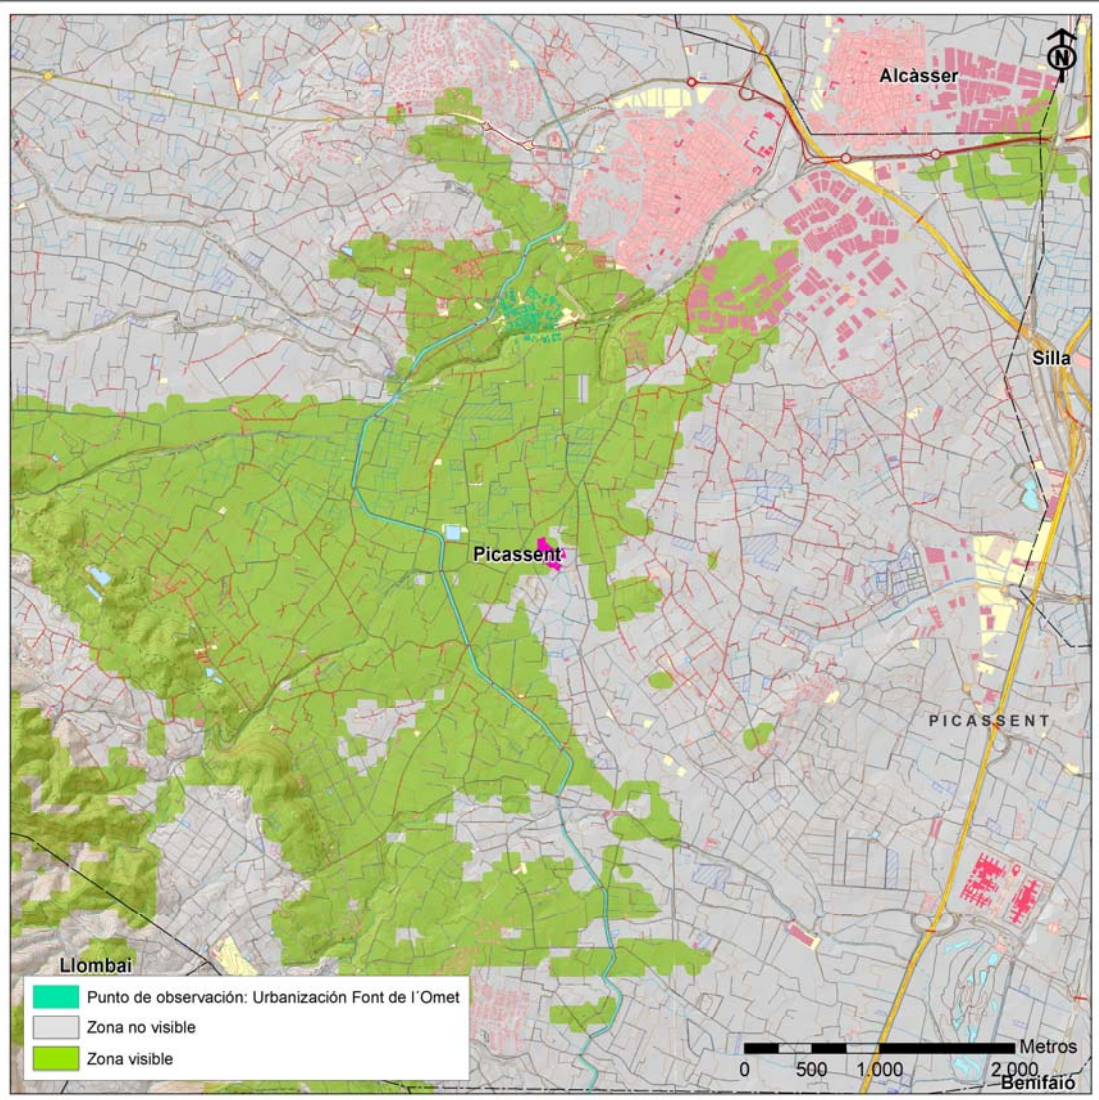 N
Alcàsser
Silla
Picassent
PICASSENT
Llombai
Punto de observación: Urbanización Font de l´Omet
Zona no visible
Zona visible
Metros
0 500 1.000 2.000
Benifaió